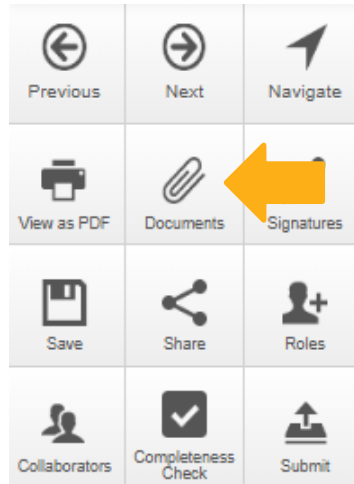 Previous
Next
Navigate
View as PDF
Documents
Signatures
Save
Share
Roles
Collaborators
Completeness
Check
Submit